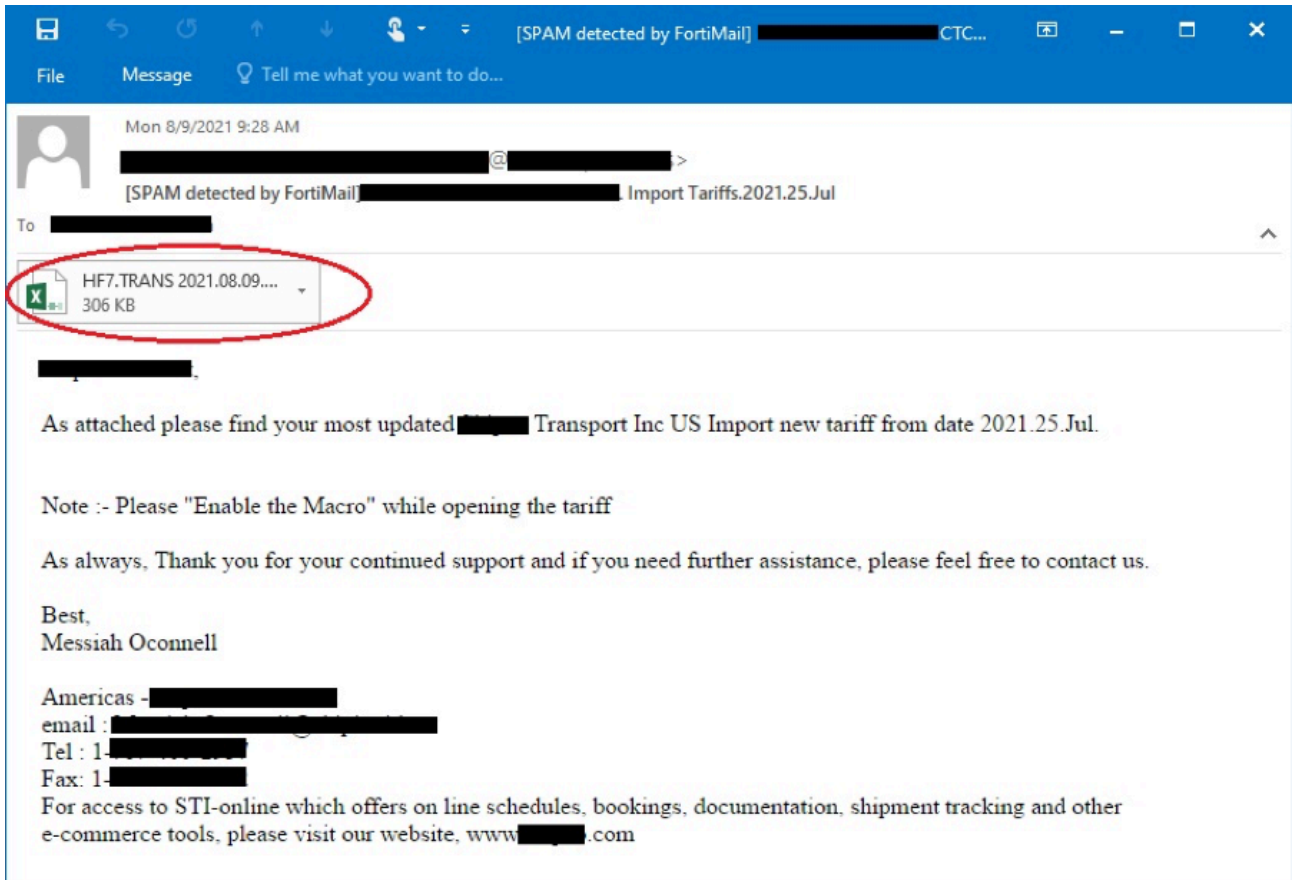 [SPAM detected by FortiMail] CTC...
File Message Tell me what you want to do...
Mon 8/9/2021 9:28 AM
@ >
[SPAM detected by FortiMail] Import Tariffs.2021.25.Jul
To
HF7.TRANS 2021.08.09....
306 KB
,
As attached please find your most updated Transport Inc US Import new tariff from date 2021.25.Jul.
Note :- Please "Enable the Macro" while opening the tariff
As always, Thank you for your continued support and if you need further assistance, please feel free to contact us.
Best,
Messiah Oconnell
Americas -
email :
Tel : 1-
Fax: 1-
For access to STI-online which offers on line schedules, bookings, documentation, shipment tracking and other
e-commerce tools, please visit our website, www .com